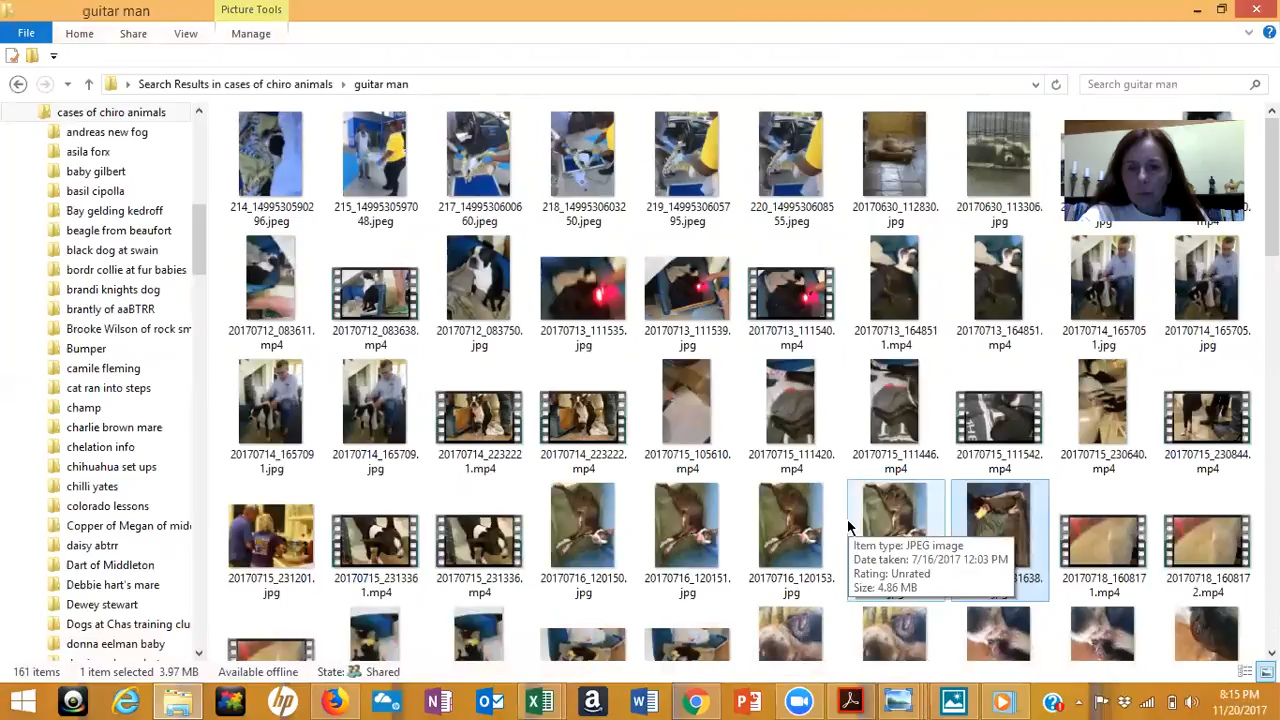 guitar man
Picture Tools
File
Home
Share
View
Manage
Search Results in cases of chiro animals
guitar man
Search guitar man
cases of chiro animals
andreas new fog
asila forx
baby gilbert
basil cipolla
Bay gelding kedroff
beagle from beaufort
black dog at swain
bordr collie at fur babies
brandi knights dog
brantly of aaBTRR
Brooke Wilson of rock sm
Bumper
camile fleming
cat ran into steps
champ
charlie brown mare
chelation info
chihuahua set ups
chilli yates
colorado lessons
Copper of Megan of mide
daisy abtrr
Dart of Middleton
Debbie hart's mare
Dewey stewart
Dogs at Chas training clu
donna eelman baby
214_14995305902
96.jpeg
215_14995305970
48.jpeg
217_14995306006
60.jpeg
218_14995306032
50.jpeg
219_14995306057
95.jpeg
220_14995306085
55.jpeg
20170630_112830.
jpg
20170630_113306.
jpg
20170712_083611.
mp4
20170712_083638.
mp4
20170712_083750.
jpg
20170713_111535.
jpg
20170713_111539.
jpg
20170713_111540.
mp4
20170713_164851
1.mp4
20170713_164851.
mp4
20170714_165705
1.jpg
20170714_165705.
jpg
20170714_165709
1.jpg
20170714_165709.
jpg
20170714_223222
1.mp4
20170714_223222.
mp4
20170715_105610.
mp4
20170715_111420.
mp4
20170715_111446.
mp4
20170715_111542.
mp4
20170715_230640.
mp4
20170715_230844.
mp4
20170715_231201.
jpg
20170715_231336
1.mp4
20170715_231336.
mp4
20170716_120150.
jpg
20170716_120151.
jpg
20170716_120153.
jpg
Item type: JPEG image
Date taken: 7/16/2017 12:03 PM
Rating: Unrated
Size: 4.86 MB
31638.
20170718_160817
1.mp4
20170718_160817
2.mp4
161 items
1 item selected 3.97 MB
Available offline
State:
Shared
8:15 PM
11/20/2017